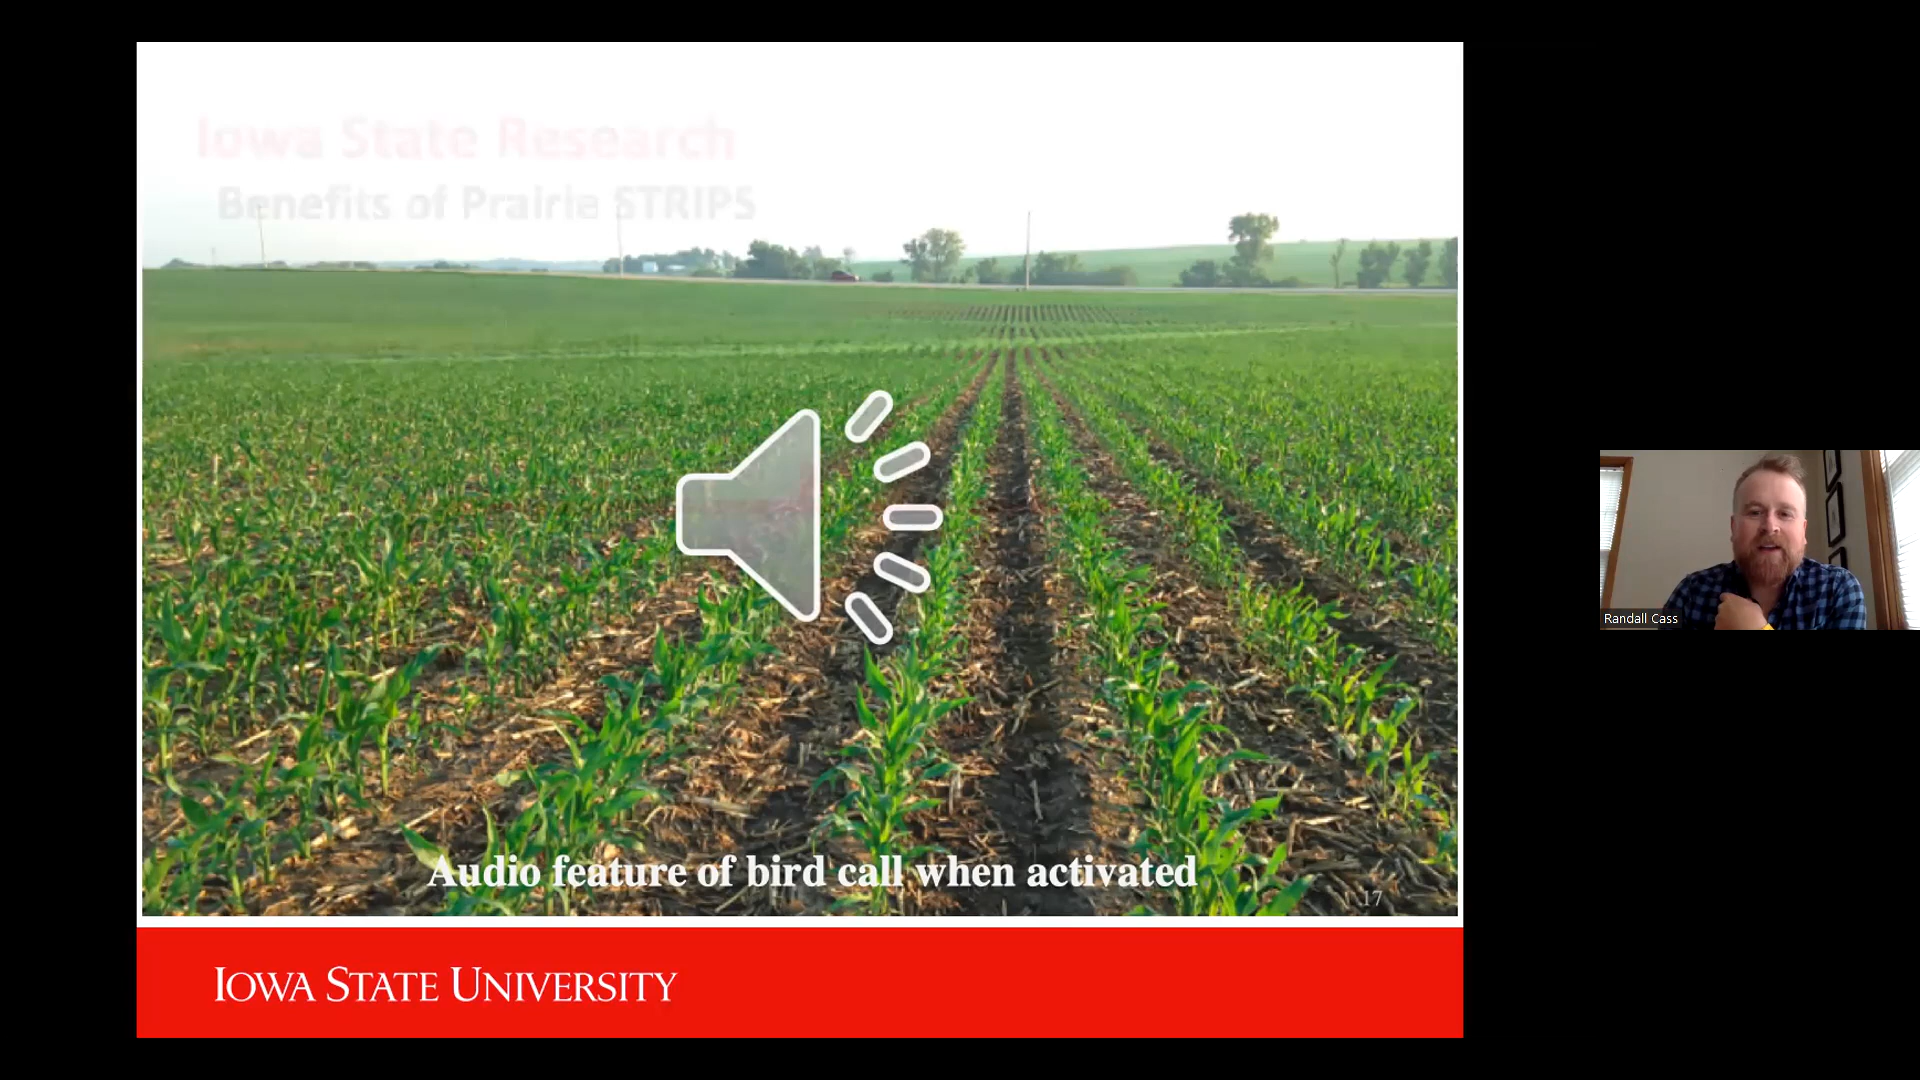 Iowa State Research
Benefits of Prairie STRIPS
Audio feature of bird call when activated
17
IOWA STATE UNIVERSITY
Randall Cass